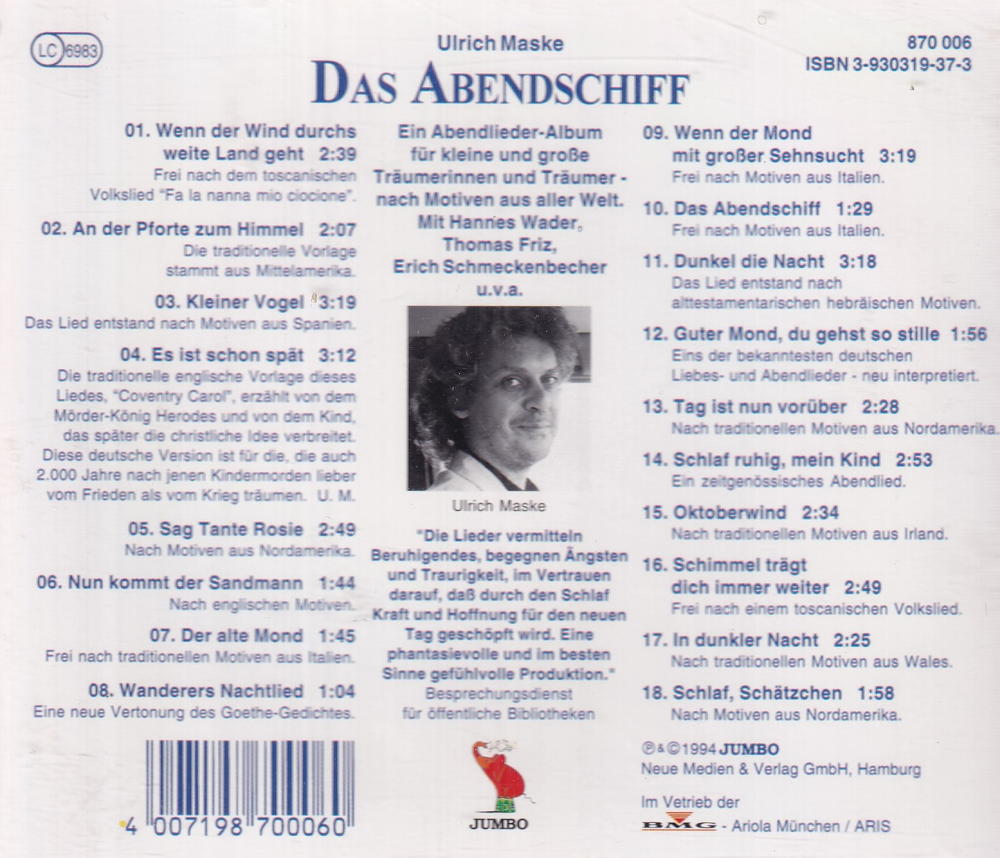 LC 6983
Ulrich Maske
870 006
ISBN 3-930319-37-3
DAS ABENDSCHIFF
01. Wenn der Wind durchs
weite Land geht 2:39
Frei nach dem toscanischen
Volkslied "Fa la nanna mio ciocione".
02. An der Pforte zum Himmel 2:07
Die traditionelle Vorlage
stammt aus Mittelamerika.
03. Kleiner Vogel 3:19
Das Lied entstand nach Motiven aus Spanien.
04. Es ist schon spät 3:12
Die traditionelle englische Vorlage dieses
Liedes, "Coventry Carol", erzählt von dem
Mörder-König Herodes und von dem Kind,
das später die christliche Idee verbreitet.
Diese deutsche Version ist für die, die auch
2.000 Jahre nach jenen Kindermorden lieber
vom Frieden als vom Krieg träumen. U. M.
05. Sag Tante Rosie 2:49
Nach Motiven aus Nordamerika.
06. Nun kommt der Sandmann 1:44
Nach englischen Motiven.
07. Der alte Mond 1:45
Frei nach traditionellen Motiven aus Italien.
08. Wanderers Nachtlied 1:04
Eine neue Vertonung des Goethe-Gedichtes.
4 007198 700060
Ein Abendlieder-Album
für kleine und große
Träumerinnen und Träumer -
nach Motiven aus aller Welt.
Mit Hannes Wader,
Thomas Friz,
Erich Schmeckenbecher
u.v.a.
Ulrich Maske
"Die Lieder vermitteln
Beruhigendes, begegnen Ängsten
und Traurigkeit, im Vertrauen
darauf, daß durch den Schlaf
Kraft und Hoffnung für den neuen
Tag geschöpft wird. Eine
phantasievolle und im besten
Sinne gefühlvolle Produktion."
Besprechungsdienst
für öffentliche Bibliotheken
JUMBO
09. Wenn der Mond
mit großer Sehnsucht 3:19
Frei nach Motiven aus Italien.
10. Das Abendschiff 1:29
Frei nach Motiven aus Italien.
11. Dunkel die Nacht 3:18
Das Lied entstand nach
alttestamentarischen hebräischen Motiven.
12. Guter Mond, du gehst so stille 1:56
Eins der bekanntesten deutschen
Liebes- und Abendlieder - neu interpretiert.
13. Tag ist nun vorüber 2:28
Nach traditionellen Motiven aus Nordamerika.
14. Schlaf ruhig, mein Kind 2:53
Ein zeitgenössisches Abendlied.
15. Oktoberwind 2:34
Nach traditionellen Motiven aus Irland.
16. Schimmel trägt
dich immer weiter 2:49
Frei nach einem toscanischen Volkslied.
17. In dunkler Nacht 2:25
Nach traditionellen Motiven aus Wales.
18. Schlaf, Schätzchen 1:58
Nach Motiven aus Nordamerika.
℗&©1994 JUMBO
Neue Medien & Verlag GmbH, Hamburg
Im Vetrieb der
BMG - Ariola München / ARIS